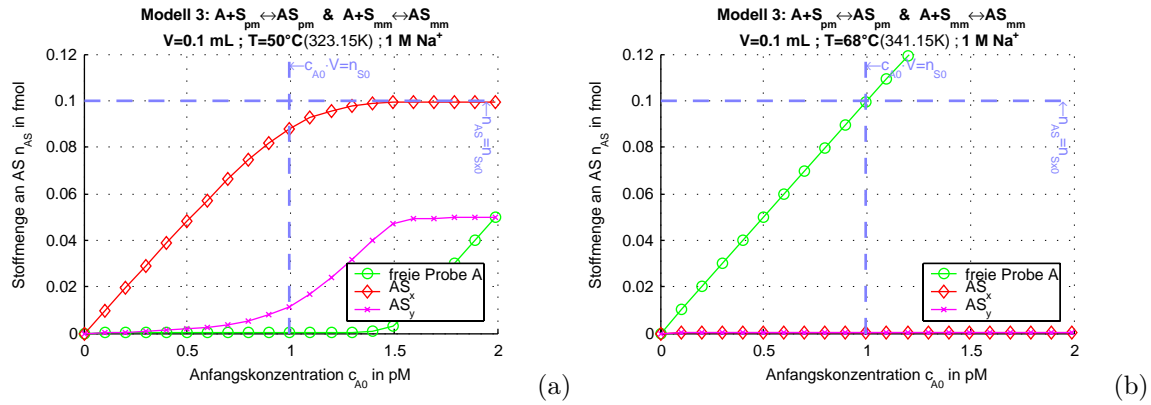 Modell 3: A+S_pm↔AS_pm & A+S_mm↔AS_mm
V=0.1 mL ; T=50°C(323.15K) ; 1 M Na⁺
←c_A0·V=n_S0
0.12
0.1
0.08
0.06
0.04
0.02
0
0
0.5
1
1.5
2
Stoffmenge an AS n_AS in fmol
Anfangskonzentration c_A0 in pM
←n_AS=n_Sx0
freie Probe A
AS_x
AS_y
(a)
Modell 3: A+S_pm↔AS_pm & A+S_mm↔AS_mm
V=0.1 mL ; T=68°C(341.15K) ; 1 M Na⁺
←c_A0·V=n_S0
0.12
0.1
0.08
0.06
0.04
0.02
0
0
0.5
1
1.5
2
Stoffmenge an AS n_AS in fmol
Anfangskonzentration c_A0 in pM
←n_AS=n_Sx0
freie Probe A
AS_x
AS_y
(b)